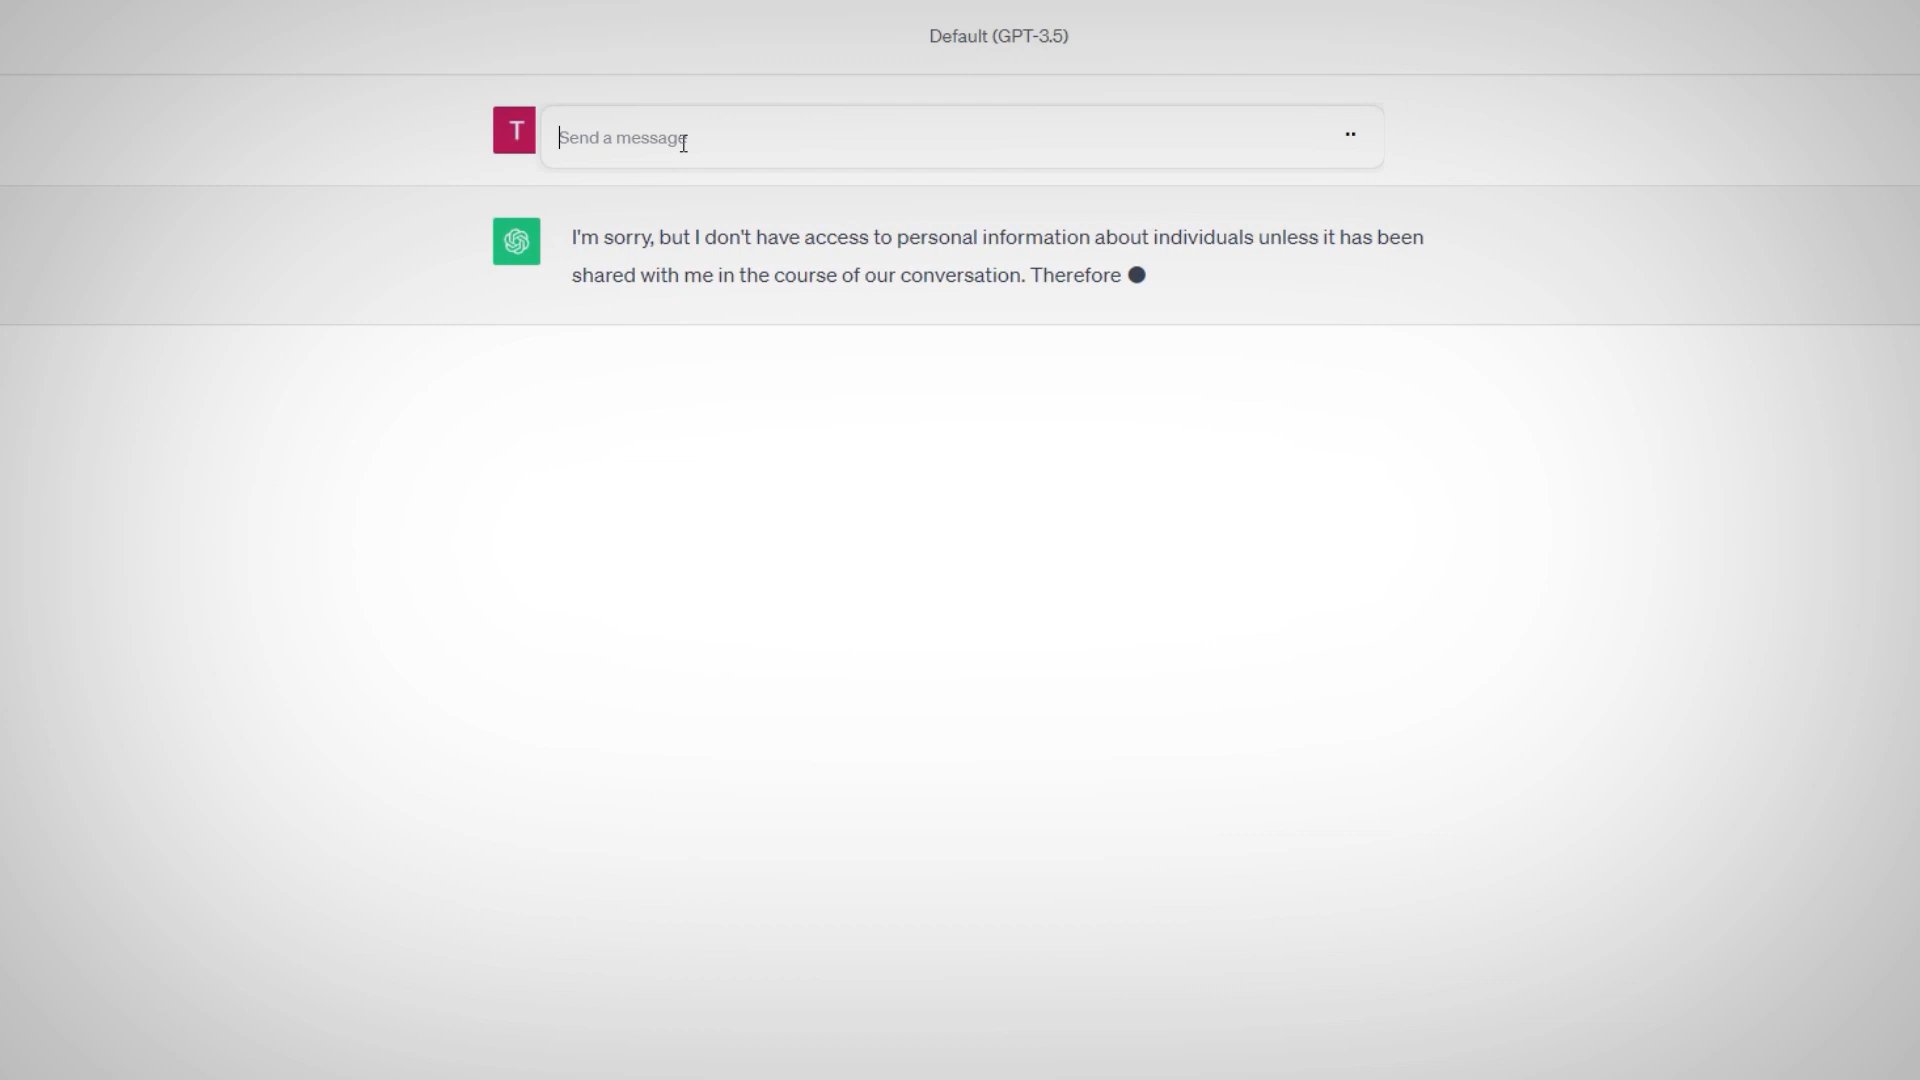 Default (GPT-3.5)
T
Send a message
I'm sorry, but I don't have access to personal information about individuals unless it has been
shared with me in the course of our conversation. Therefore